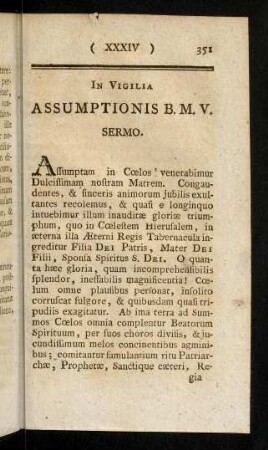 ( XXXIV ) 351
IN VIGILIA
ASSUMPTIONIS B. M. V.
SERMO.
Assumptam in Cœlos venerabimur
Dulcissimam nostram Matrem. Congau-
dentes, & sinceris animorum jubilis exul-
tantes recolentus, & quasi e longinquo
intuebimur illum inauditæ gloriæ trium-
phum, quo in Cœlestem Hierusalem, in
æterna illa Æterni Regis Tabernacula in-
greditur Filia DEI Patris, Mater DEI
Filii, Sponsa Spiritus S. DEI. O quan-
ta hæc gloria, quam incomprehensibilis
splendor, ineffabilis magnificentia! Cœ-
lum omne plausibus personat, insolito
corruscat fulgore, & quibusdam quasi tri-
pudiis exagitatur. Ab ima terra ad Sum-
mos Cœlos omnia complentur Beatorum
Spirituum, per suos choros divisis, & ju-
cundissimum melos concinentibus agmini-
bus; comitantur famulantium ritu Patriar-
chæ, Prophetæ, Sanctique cæteri, Re-
gia